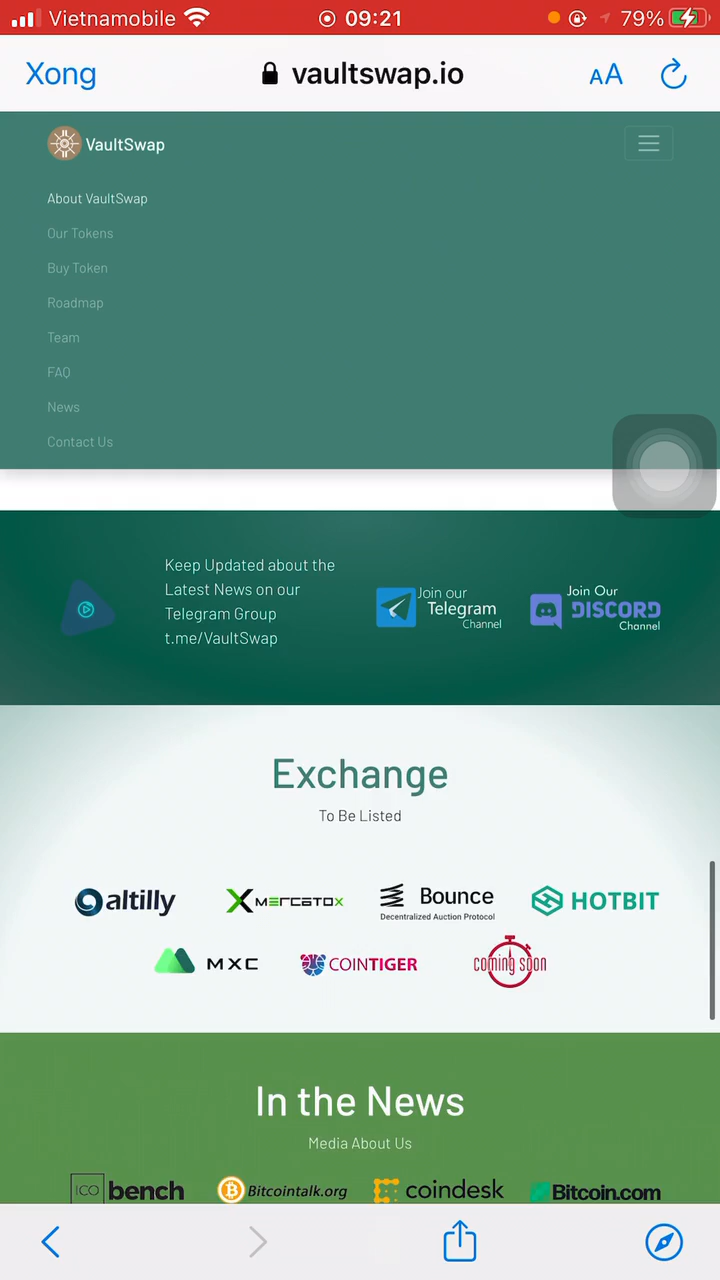 Vietnamobile 09:21 79%
Xong vaultswap.io AA
VaultSwap
About VaultSwap
Our Tokens
Buy Token
Roadmap
Team
FAQ
News
Contact Us
Keep Updated about the
Latest News on our
Telegram Group
t.me/VaultSwap
Join our
Telegram
Channel
Join Our
DISCORD
Channel
Exchange
To Be Listed
altilly MERCATOX Bounce HOTBIT
Decentralized Auction Protocol
MXC COINTIGER coming soon
In the News
Media About Us
ICO bench Bitcointalk.org coindesk Bitcoin.com